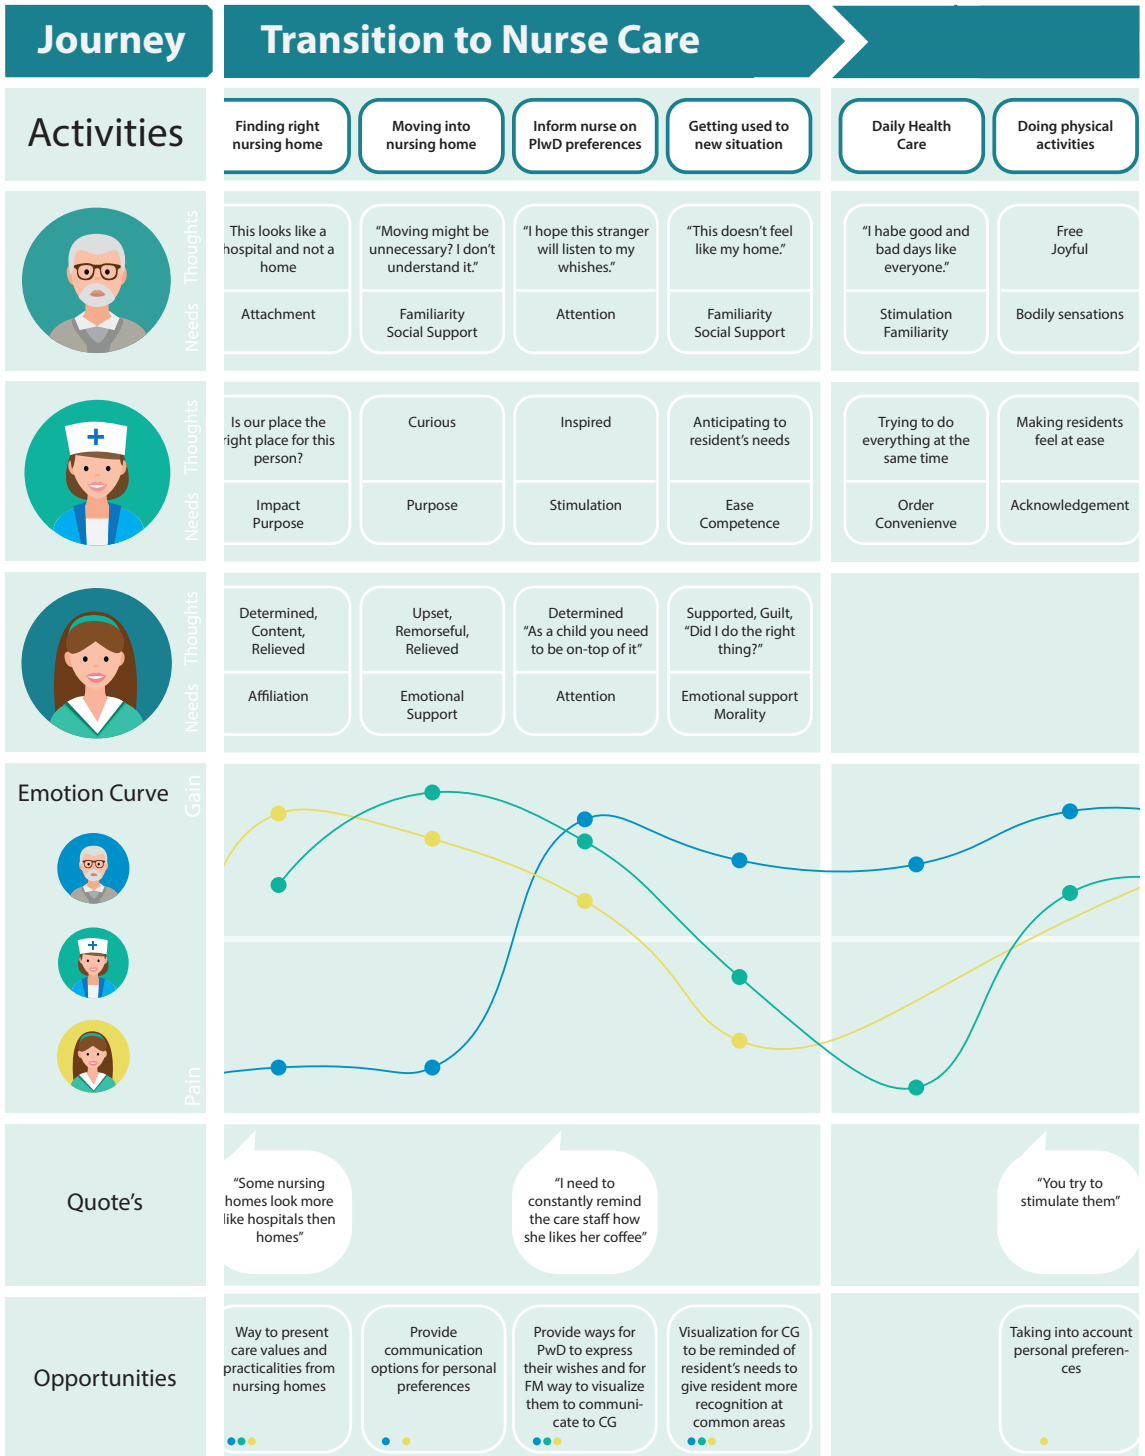 Journey
Transition to Nurse Care
Activities
Finding right
nursing home
Moving into
nursing home
Inform nurse on
PlwD preferences
Getting used to
new situation
Daily Health
Care
Doing physical
activities
Thoughts
Needs
This looks like a
hospital and not a
home
Attachment
“Moving might be
unnecessary? I don’t
understand it.”
Familiarity
Social Support
“I hope this stranger
will listen to my
whishes.”
Attention
“This doesn’t feel
like my home.”
Familiarity
Social Support
“I habe good and
bad days like
everyone.”
Stimulation
Familiarity
Free
Joyful
Bodily sensations
Thoughts
Needs
Is our place the
right place for this
person?
Impact
Purpose
Curious
Purpose
Inspired
Stimulation
Anticipating to
resident’s needs
Ease
Competence
Trying to do
everything at the
same time
Order
Convenienve
Making residents
feel at ease
Acknowledgement
Thoughts
Needs
Determined,
Content,
Relieved
Affiliation
Upset,
Remorseful,
Relieved
Emotional
Support
Determined
“As a child you need
to be on-top of it”
Attention
Supported, Guilt,
“Did I do the right
thing?”
Emotional support
Morality
Emotion Curve
Gain
Pain
Quote’s
“Some nursing
homes look more
like hospitals then
homes”
“I need to
constantly remind
the care staff how
she likes her coffee”
“You try to
stimulate them”
Opportunities
Way to present
care values and
practicalities from
nursing homes
Provide
communication
options for personal
preferences
Provide ways for
PwD to express
their wishes and for
FM way to visualize
them to communi-
cate to CG
Visualization for CG
to be reminded of
resident’s needs to
give resident more
recognition at
common areas
Taking into account
personal preferen-
ces